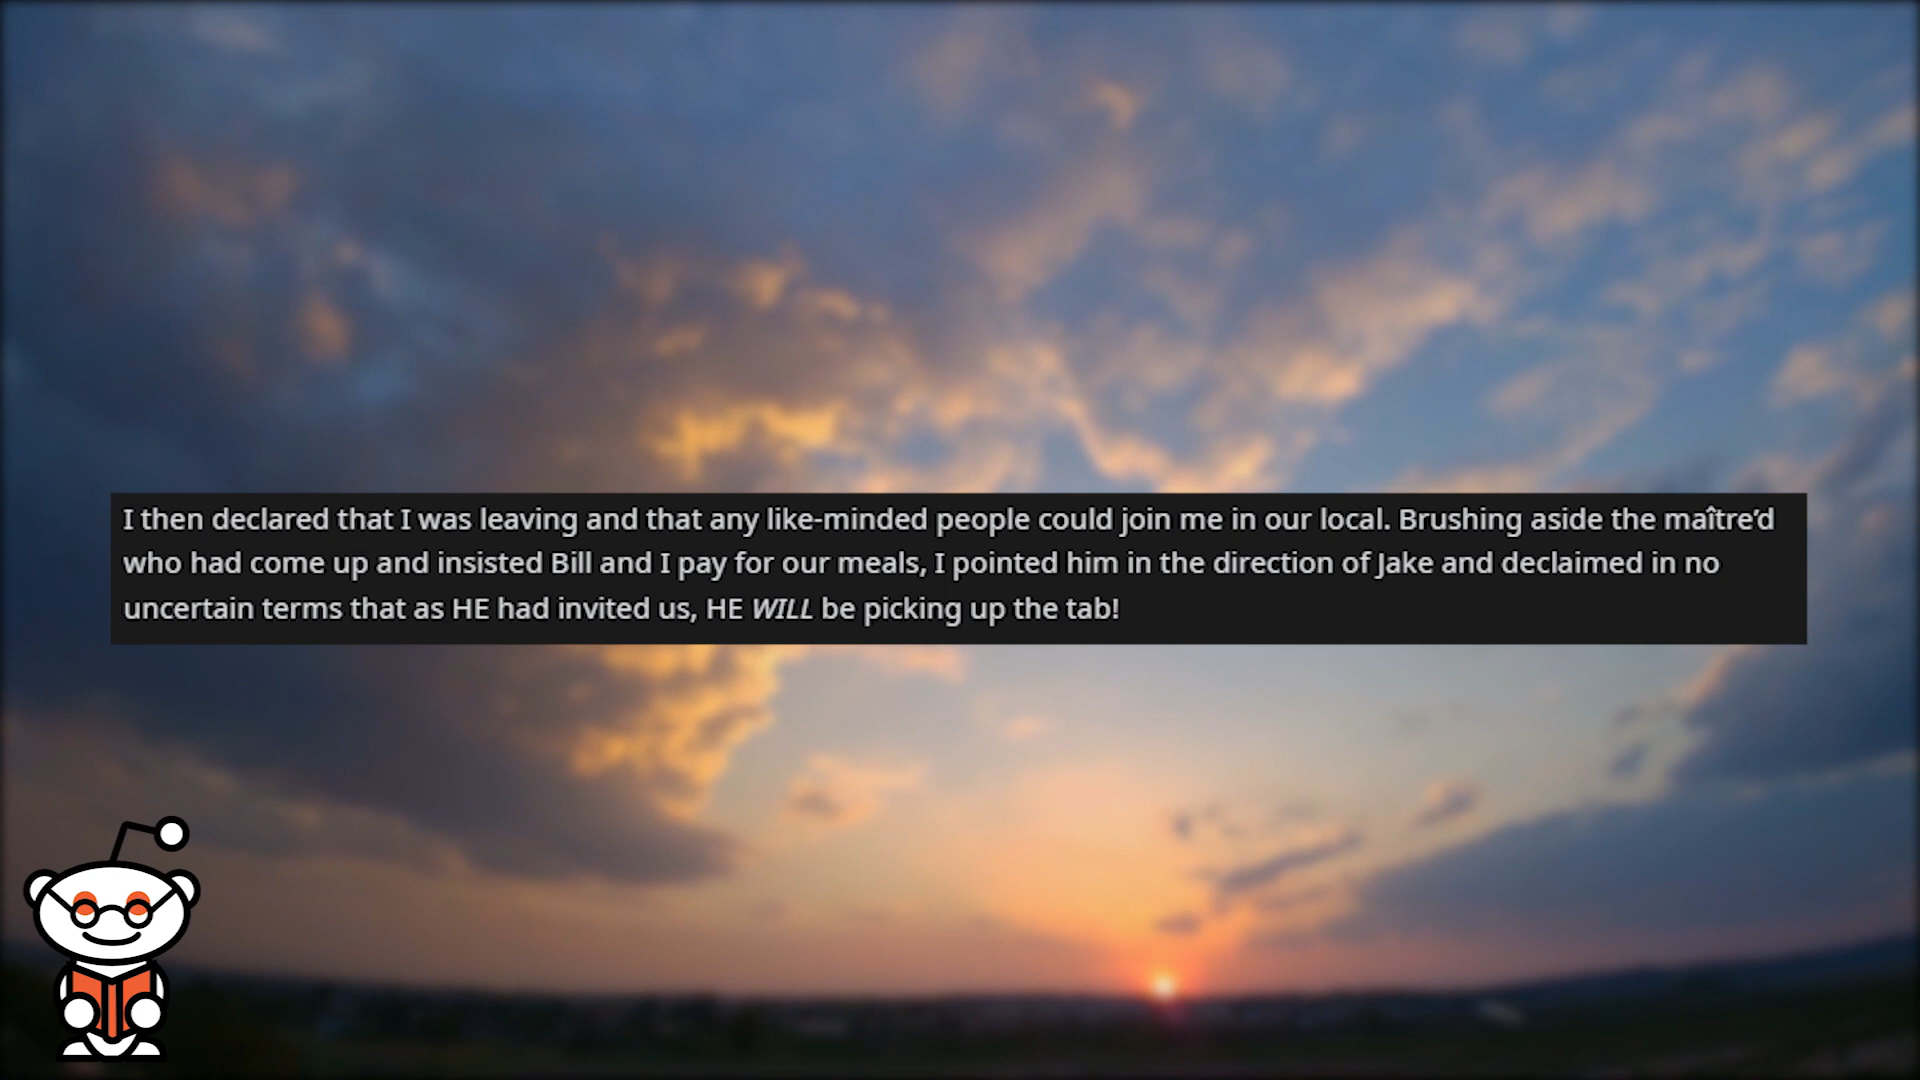 I then declared that I was leaving and that any like-minded people could join me in our local. Brushing aside the maître’d
who had come up and insisted Bill and I pay for our meals, I pointed him in the direction of Jake and declaimed in no
uncertain terms that as HE had invited us, HE WILL be picking up the tab!